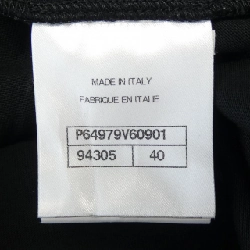 MADE IN ITALY
FABRIQUE EN ITALIE
P64979V60901
94305 40